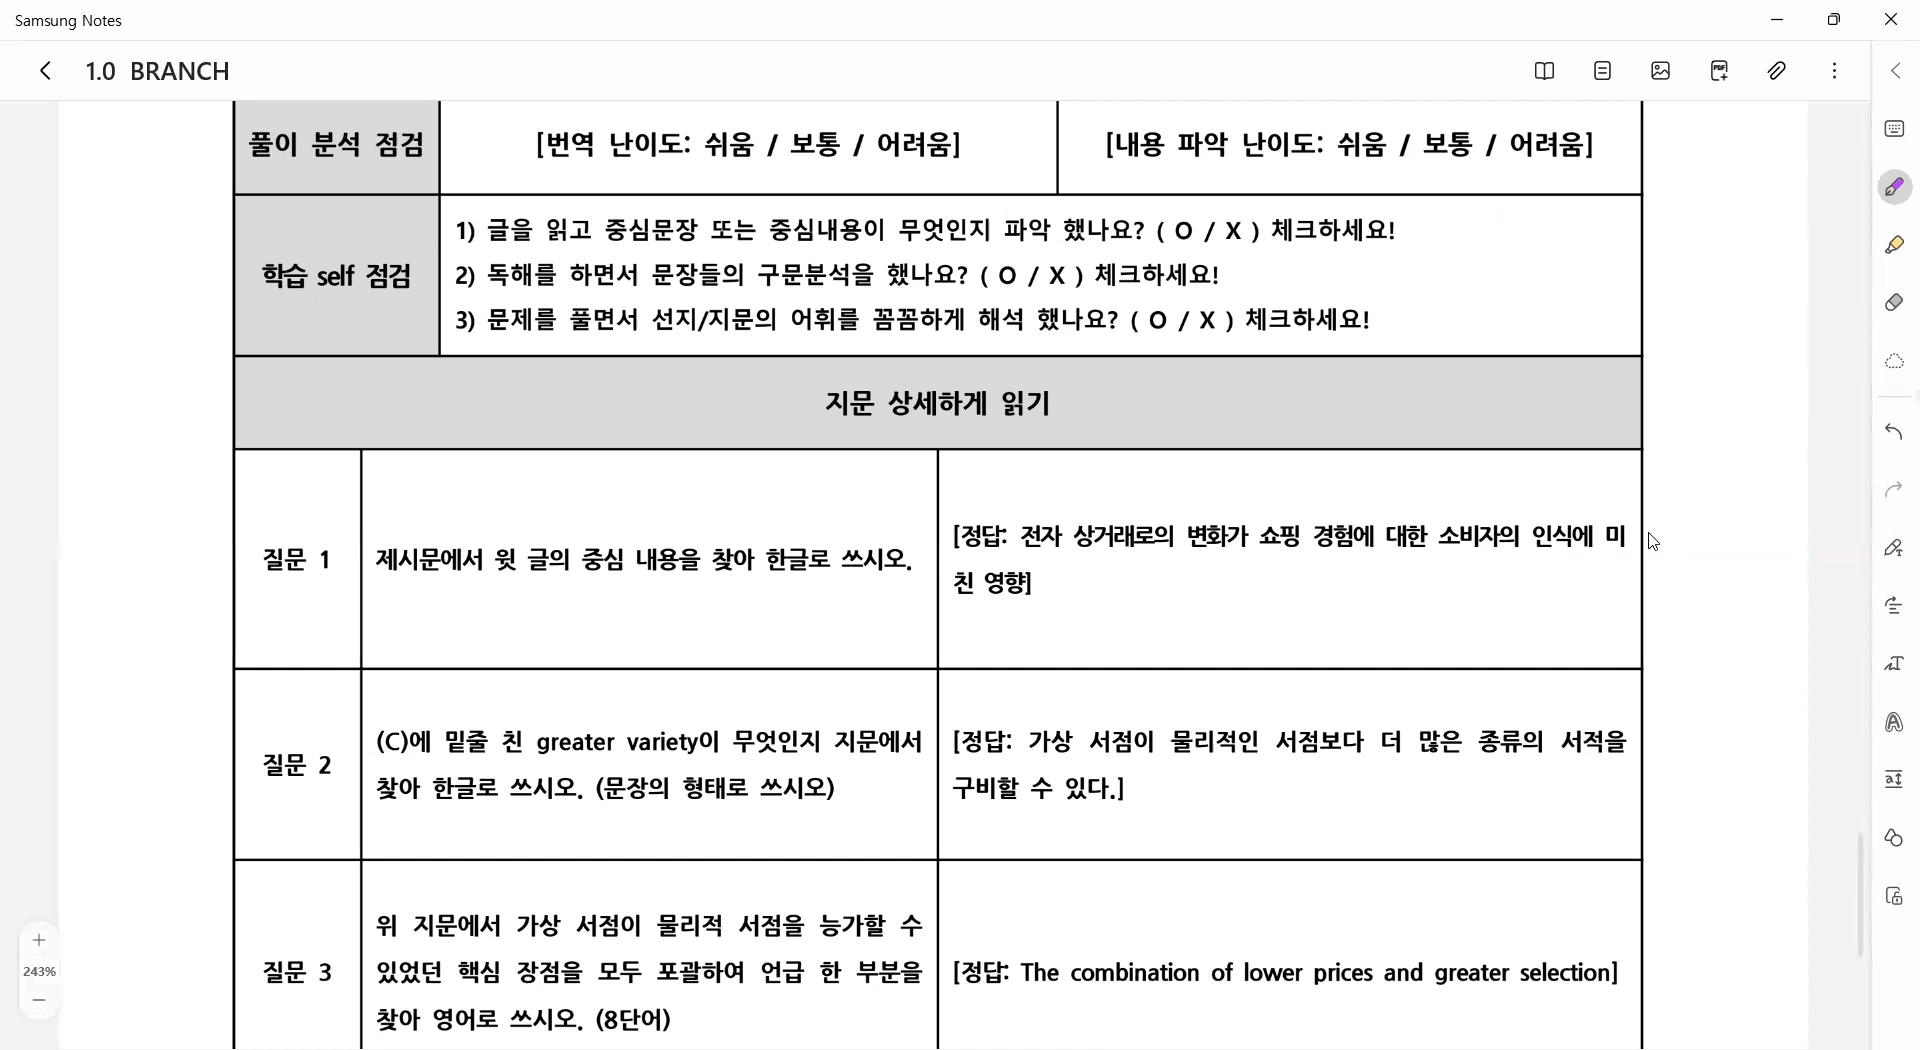 Samsung Notes
1.0 BRANCH
풀이 분석 점검
[번역 난이도: 쉬움 / 보통 / 어려움]
[내용 파악 난이도: 쉬움 / 보통 / 어려움]
학습 self 점검
1) 글을 읽고 중심문장 또는 중심내용이 무엇인지 파악 했나요? ( O / X ) 체크하세요!
2) 독해를 하면서 문장들의 구문분석을 했나요? ( O / X ) 체크하세요!
3) 문제를 풀면서 선지/지문의 어휘를 꼼꼼하게 해석 했나요? ( O / X ) 체크하세요!
지문 상세하게 읽기
질문 1
제시문에서 윗 글의 중심 내용을 찾아 한글로 쓰시오.
[정답: 전자 상거래로의 변화가 쇼핑 경험에 대한 소비자의 인식에 미
친 영향]
질문 2
(C)에 밑줄 친 greater variety이 무엇인지 지문에서
찾아 한글로 쓰시오. (문장의 형태로 쓰시오)
[정답: 가상 서점이 물리적인 서점보다 더 많은 종류의 서적을
구비할 수 있다.]
질문 3
위 지문에서 가상 서점이 물리적 서점을 능가할 수
있었던 핵심 장점을 모두 포괄하여 언급 한 부분을
찾아 영어로 쓰시오. (8단어)
[정답: The combination of lower prices and greater selection]
243%